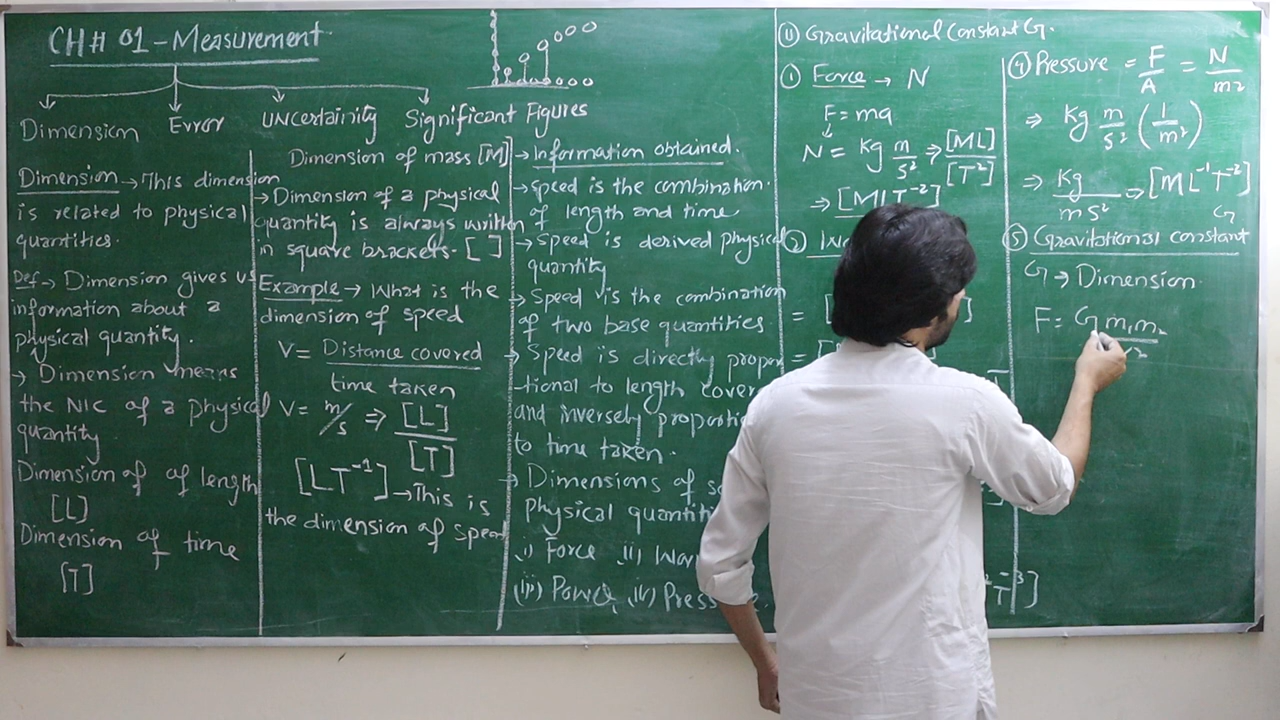 CH# 01 - Measurement
Dimension Error UNCertainity Significant Figures
Dimension → This dimension
is related to physical
quantities.
Def → Dimension gives us
information about a
physical quantity.
→ Dimension means
the NIC of a physical
quantity
Dimension of of length
[L]
Dimension of time
[T]
Dimension of mass [M]
→ Dimension of a physical
quantity is always written
in square brackets. [ ]
Example → What is the
dimension of speed
V = Distance covered
time taken
V = m/s ⇒ [L]
[T]
[LT⁻¹] → This is
the dimension of speed
→ Information obtained.
→ Speed is the combination.
of length and time
→ Speed is derived physical
quantity
→ Speed is the combination
of two base quantities.
→ Speed is directly propor
-tional to length
and inversely
to time taken.
→ Dimensions of
physical
i) Force ii)
(iii) Power iv)
Gravitational Constant G.
① Force → N
F = ma
N = Kg m/s² ⇒ [ML]
[T²]
⇒ [MLT⁻²]
②
=
=
T⁻³]
④ Pressure = F/A = N/m²
⇒ Kg m/s² (1/m²)
⇒ Kg/ms² ⇒ [ML⁻¹T⁻²]
G
⑤ Gravitational constant
G → Dimension.
F = G m₁m₂